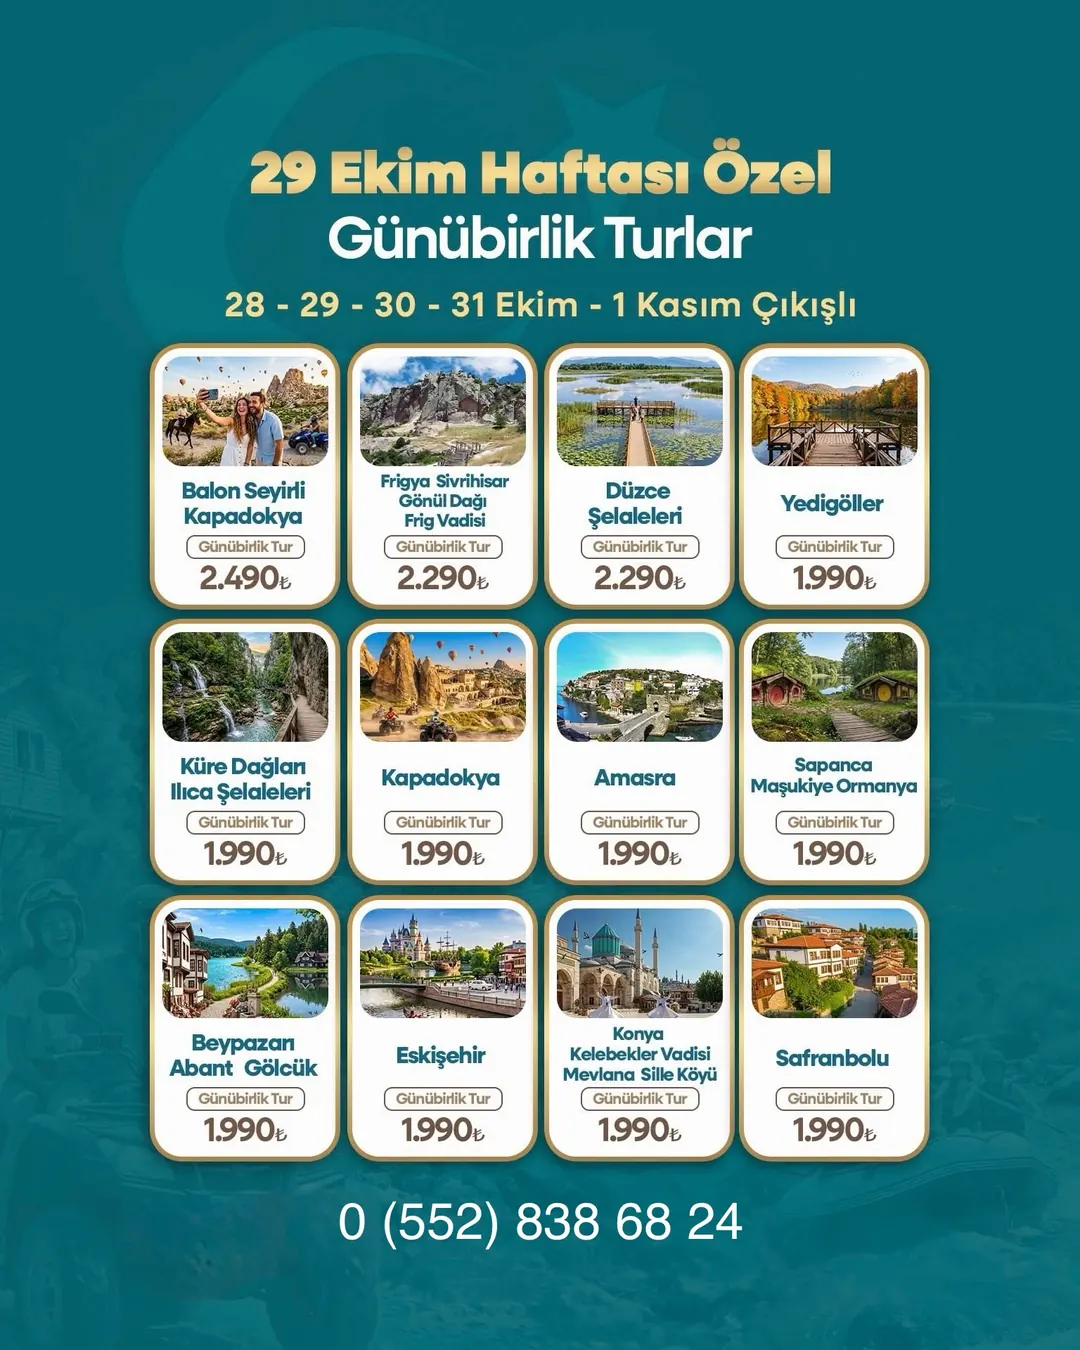 29 Ekim Haftası Özel
Günübirlik Turlar
28 - 29 - 30 - 31 Ekim - 1 Kasım Çıkışlı
Balon Seyirli
Kapadokya
Günübirlik Tur
2.490₺
Frigya Sivrihisar
Gönül Dağı
Frig Vadisi
Günübirlik Tur
2.290₺
Düzce
Şelaleleri
Günübirlik Tur
2.290₺
Yedigöller
Günübirlik Tur
1.990₺
Küre Dağları
Ilıca Şelaleleri
Günübirlik Tur
1.990₺
Kapadokya
Günübirlik Tur
1.990₺
Amasra
Günübirlik Tur
1.990₺
Sapanca
Maşukiye Ormanya
Günübirlik Tur
1.990₺
Beypazarı
Abant Gölcük
Günübirlik Tur
1.990₺
Eskişehir
Günübirlik Tur
1.990₺
Konya
Kelebekler Vadisi
Mevlana Sille Köyü
Günübirlik Tur
1.990₺
Safranbolu
Günübirlik Tur
1.990₺
0 (552) 838 68 24